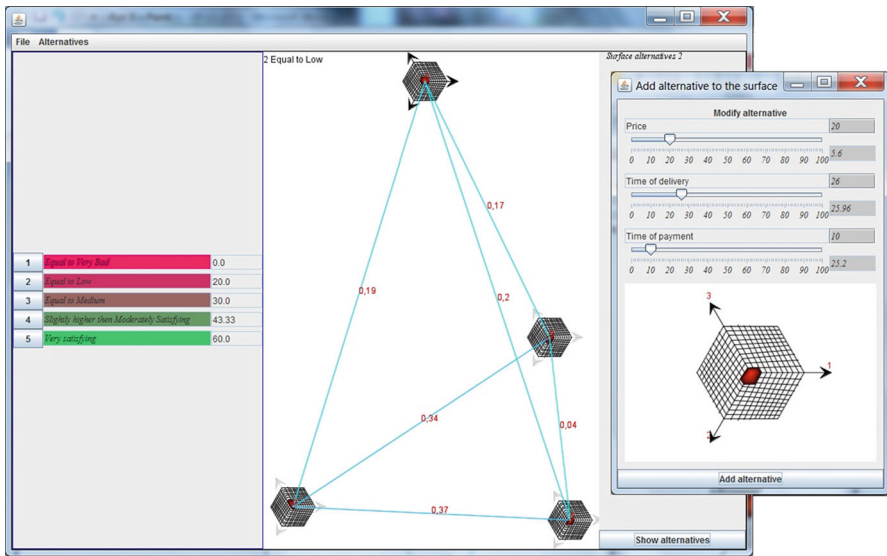 File Alternatives
2 Equal to Low
Surface alternatives 2
0,17
0,19
0,2
0,34
0,04
0,37
1 Equal to Very Bad 0.0
2 Equal to Low 20.0
3 Equal to Medium 30.0
4 Slightly higher then Moderately Satisfying 43.33
5 Very satisfying 60.0
Show alternatives
Add alternative to the surface
Modify alternative
Price 20
0 10 20 30 40 50 60 70 80 90 100 5.6
Time of delivery 26
0 10 20 30 40 50 60 70 80 90 100 25.96
Time of payment 10
0 10 20 30 40 50 60 70 80 90 100 25.2
3
1
2
Add alternative